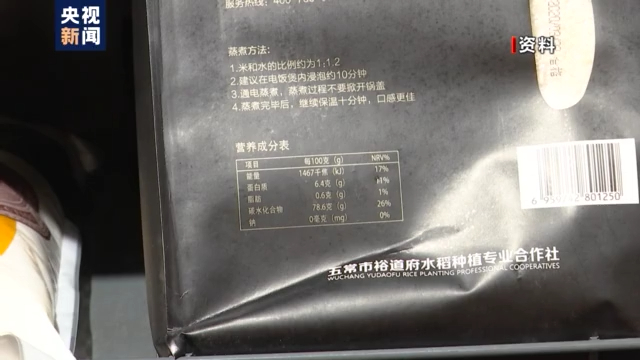 央视
新闻
资料
服务热线：400-
蒸煮方法：
1.米和水的比例约为1：1.2
2.建议在电饭煲内浸泡约10分钟
3.通电蒸煮，蒸煮过程不要掀开锅盖
4.蒸煮完毕后，继续保温十分钟，口感更佳
营养成分表
项目 每100克（g） NRV%
能量 1467千焦（kJ） 17%
蛋白质 6.4克（g） 11%
脂肪 0.6克（g） 1%
碳水化合物 78.6克（g） 26%
钠 0毫克（mg） 0%
801250
五常市裕道府水稻种植专业合作社
WUCHANG YUDAOFU RICE PLANTING PROFESSIONAL COOPERATIVES